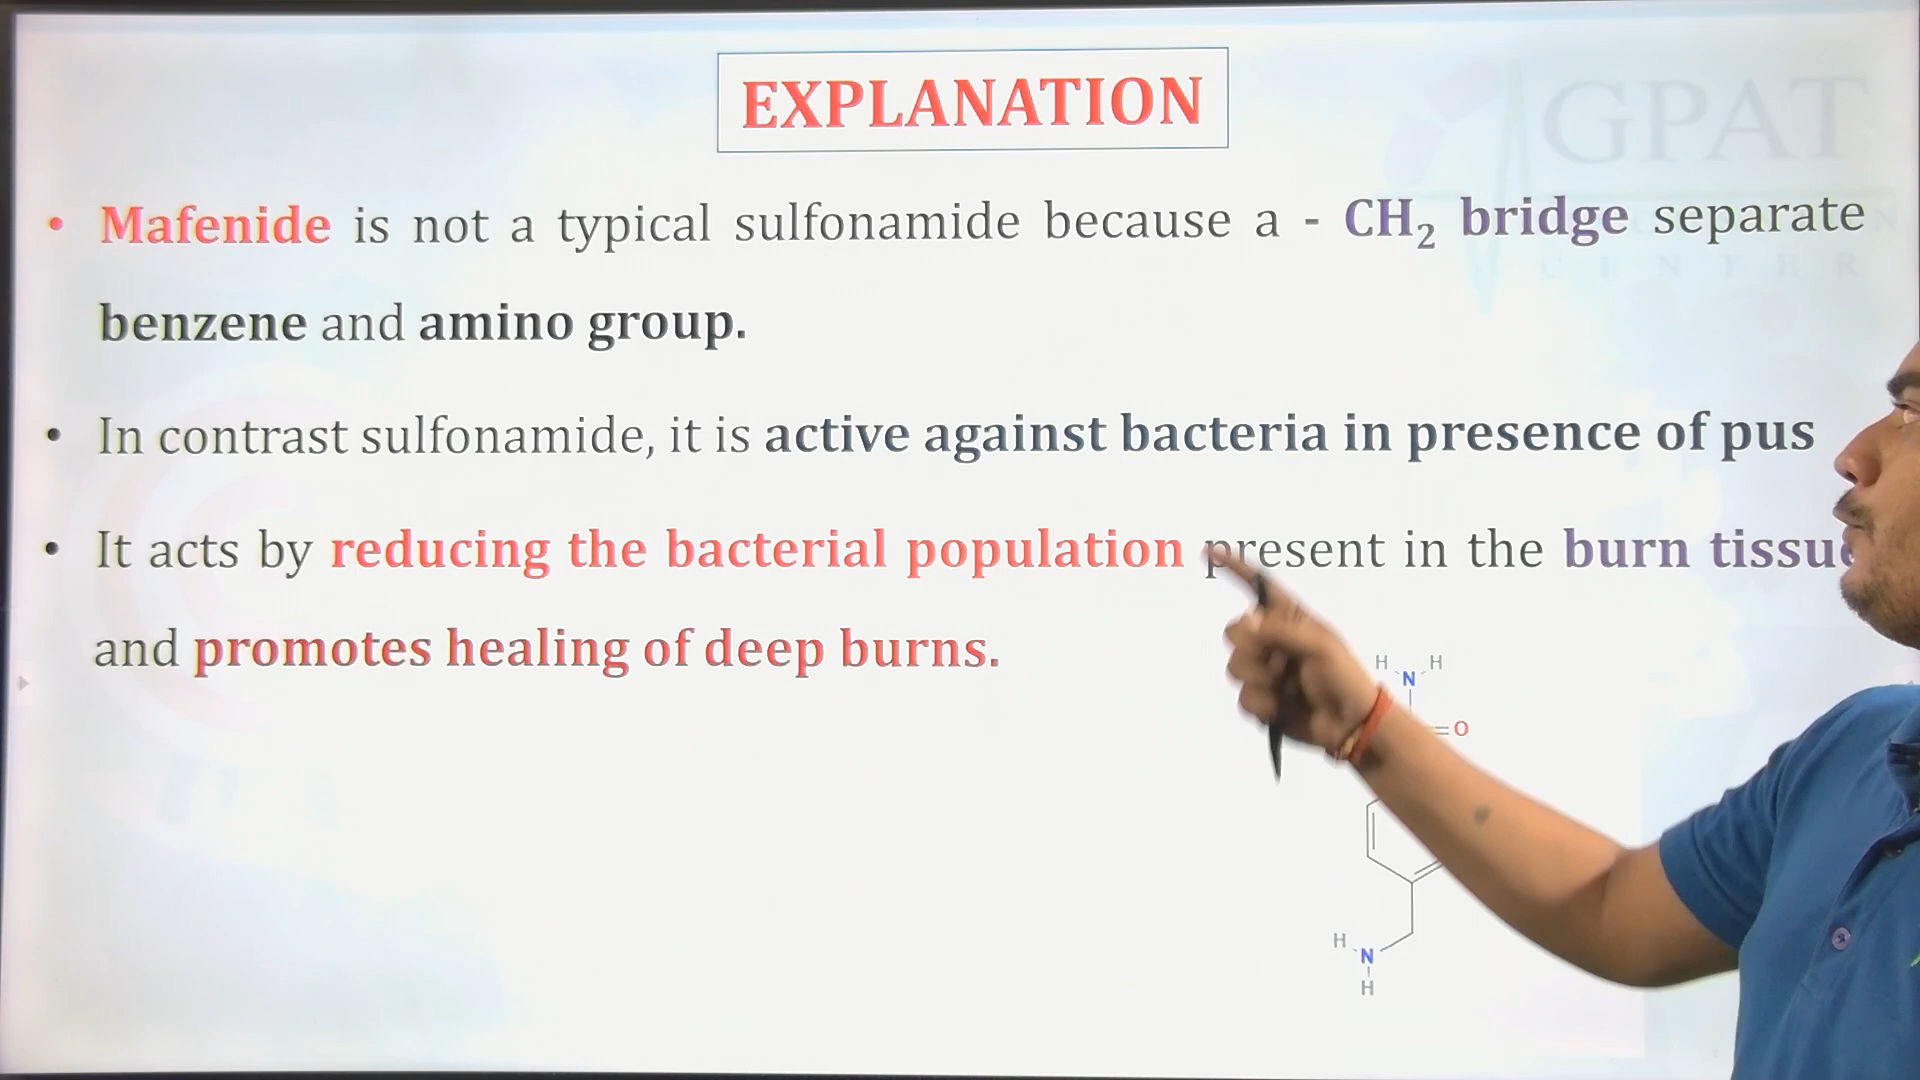 EXPLANATION
GPAT
• Mafenide is not a typical sulfonamide because a - CH₂ bridge separate
CENTER
benzene and amino group.
• In contrast sulfonamide, it is active against bacteria in presence of pus
• It acts by reducing the bacterial population present in the burn tissue
and promotes healing of deep burns.
H H
N
=O
H
N
H